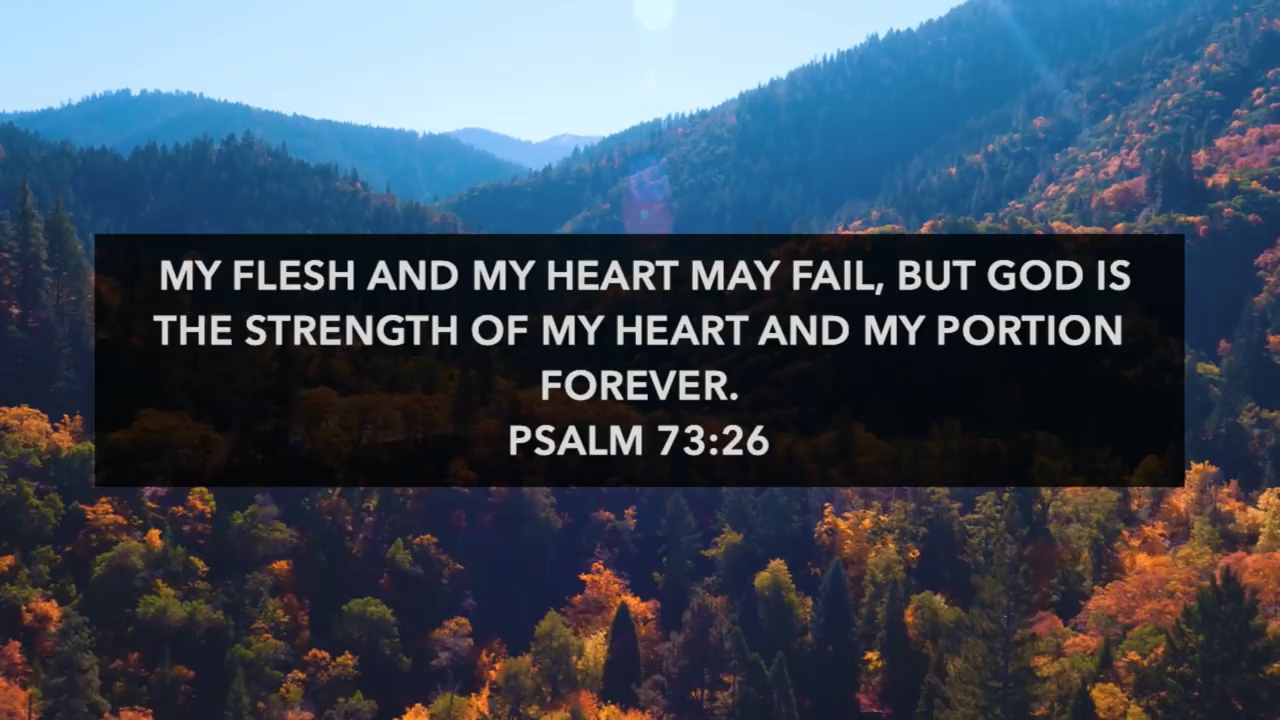 MY FLESH AND MY HEART MAY FAIL, BUT GOD IS
THE STRENGTH OF MY HEART AND MY PORTION
FOREVER.
PSALM 73:26